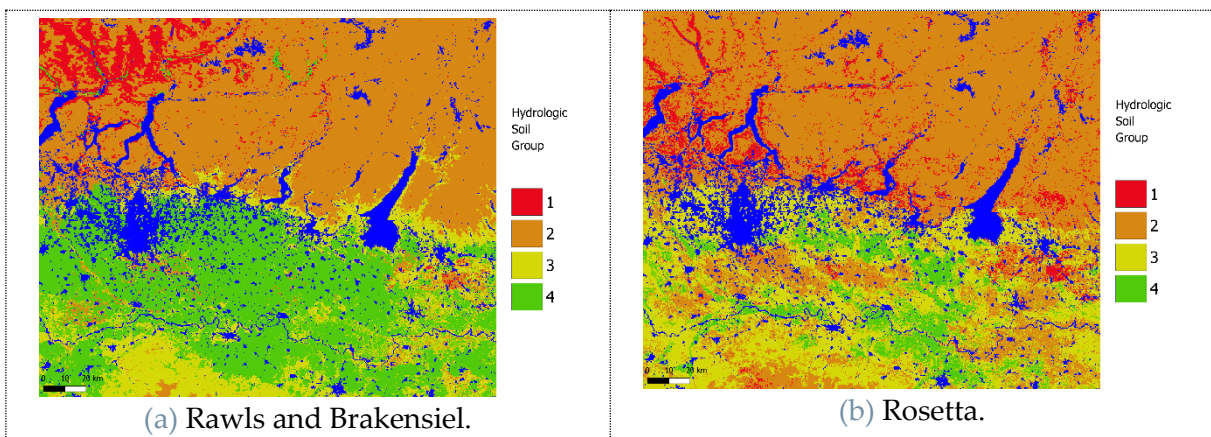 Hydrologic
Soil
Group
1
2
3
4
0 10 20 km
(a) Rawls and Brakensiel.
Hydrologic
Soil
Group
1
2
3
4
0 10 20 km
(b) Rosetta.